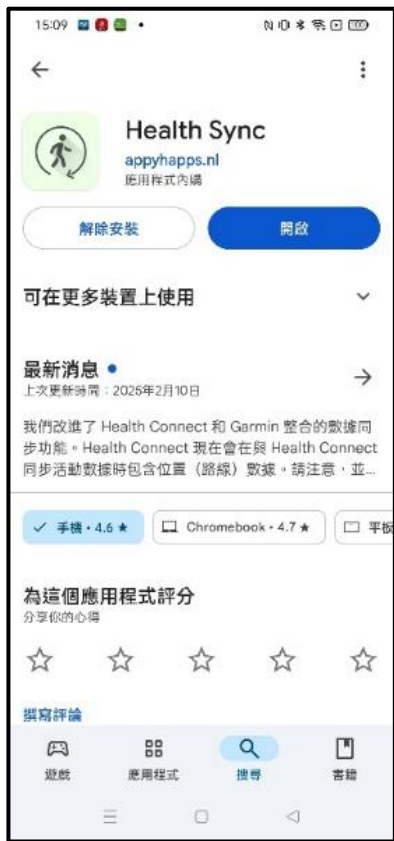 15:09
Health Sync
appyhapps.nl
應用程式內購
解除安裝
開啟
可在更多裝置上使用
最新消息
上次更新時間：2025年2月10日
我們改進了 Health Connect 和 Garmin 整合的數據同
步功能。Health Connect 現在會在與 Health Connect
同步活動數據時包含位置（路線）數據。請注意，並...
手機・4.6 ★
Chromebook・4.7 ★
平板
為這個應用程式評分
分享你的心得
撰寫評論
遊戲
應用程式
搜尋
書籍